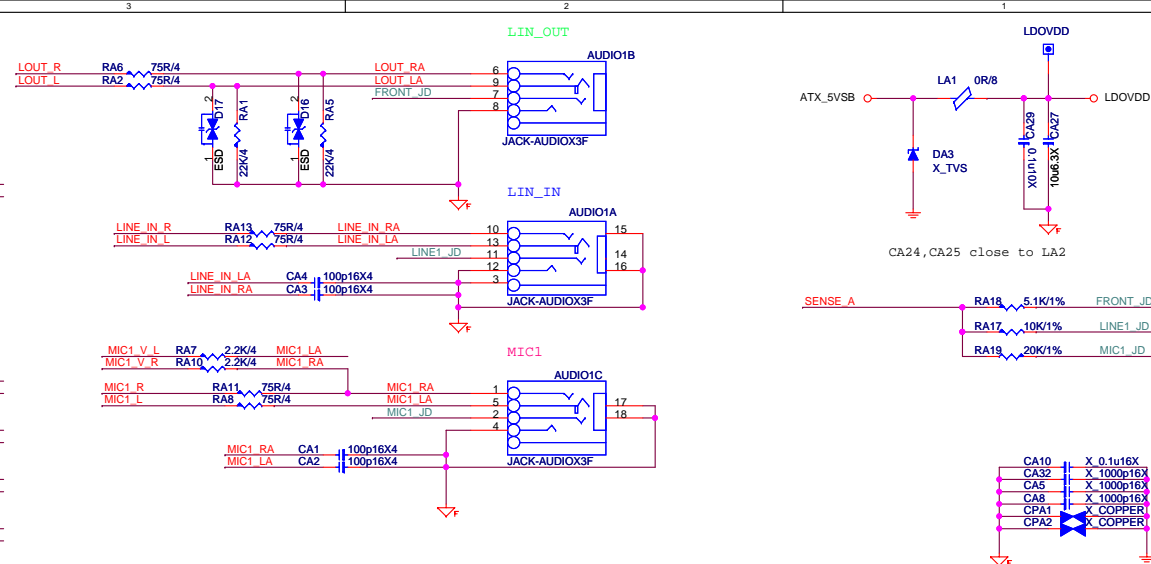 3 2 1
LIN_OUT
AUDIO1B
LOUT_R RA6 75R/4 LOUT_RA 6
LOUT_L RA2 75R/4 LOUT_LA 9
FRONT_JD 7
8
2 D17 1 ESD
RA1 22K/4
2 D16 1 ESD
RA5 22K/4
JACK-AUDIOX3F
F
LIN_IN
AUDIO1A
LINE_IN_R RA13 75R/4 LINE_IN_RA 10 15
LINE_IN_L RA12 75R/4 LINE_IN_LA 13
LINE1_JD 11 14
12 16
LINE_IN_LA CA4 100p16X4 3
LINE_IN_RA CA3 100p16X4
JACK-AUDIOX3F
F
MIC1
MIC1_V_L RA7 2.2K/4 MIC1_LA
MIC1_V_R RA10 2.2K/4 MIC1_RA
AUDIO1C
MIC1_R RA11 75R/4 MIC1_RA 1 17
MIC1_L RA8 75R/4 MIC1_LA 5 18
MIC1_JD 2
4
MIC1_RA CA1 100p16X4
MIC1_LA CA2 100p16X4
JACK-AUDIOX3F
F
LDOVDD
LA1 0R/8
ATX_5VSB LDOVDD
CA29 0.1u10X
CA27 10u6.3X
DA3
X_TVS
F
CA24,CA25 close to LA2
SENSE_A RA18 5.1K/1% FRONT_JD
RA17 10K/1% LINE1_JD
RA19 20K/1% MIC1_JD
CA10 X_0.1u16X
CA32 X_1000p16X
CA5 X_1000p16X
CA8 X_1000p16X
CPA1 X_COPPER
CPA2 X_COPPER
F